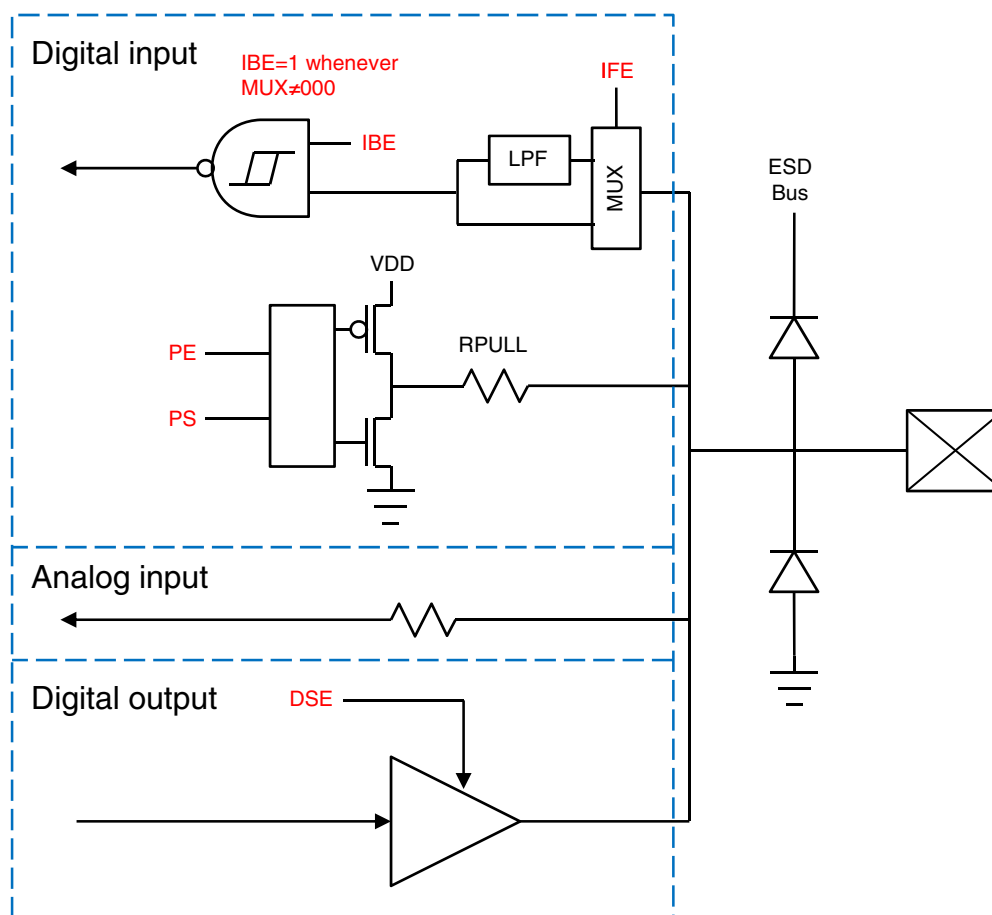 Digital input
IBE=1 whenever
MUX≠000
IFE
IBE
LPF
MUX
ESD
Bus
VDD
PE
RPULL
PS
Analog input
Digital output
DSE